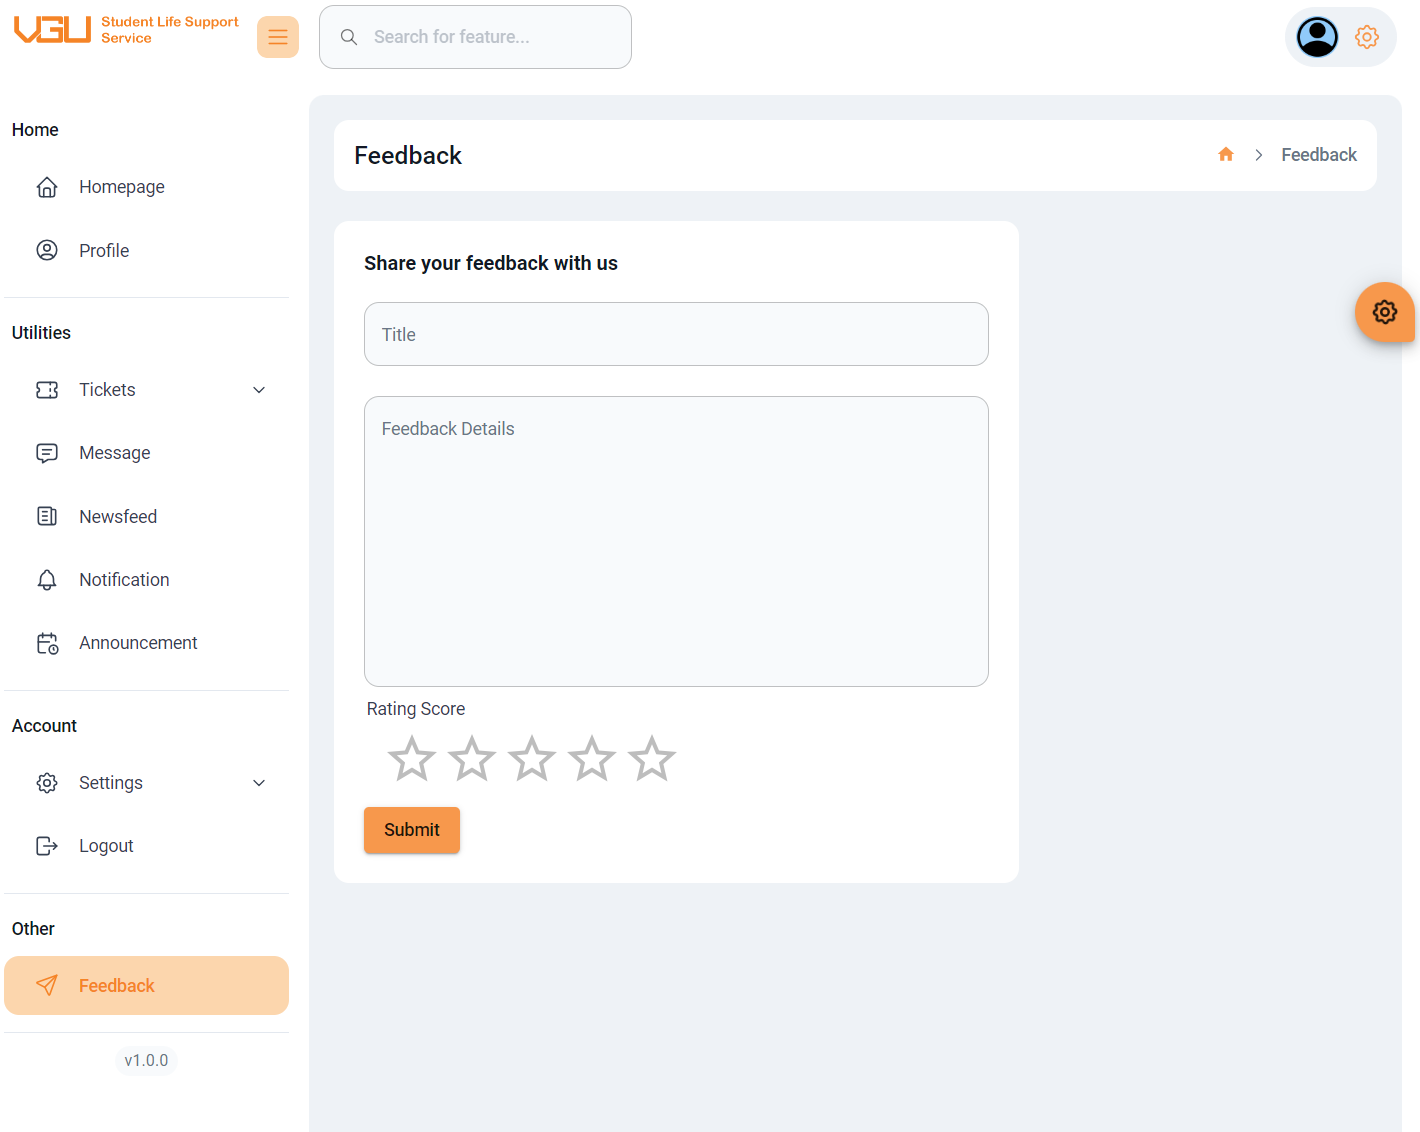 VGU
Student Life Support
Service
Search for feature...
Home
Homepage
Profile
Utilities
Tickets
Message
Newsfeed
Notification
Announcement
Account
Settings
Logout
Other
Feedback
v1.0.0
Feedback
Feedback
Share your feedback with us
Title
Feedback Details
Rating Score
Submit